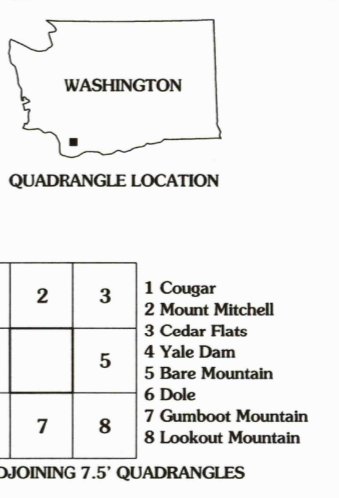 WASHINGTON
QUADRANGLE LOCATION
2 3
5
7 8
1 Cougar
2 Mount Mitchell
3 Cedar Flats
4 Yale Dam
5 Bare Mountain
6 Dole
7 Gumboot Mountain
8 Lookout Mountain
DJOINING 7.5' QUADRANGLES